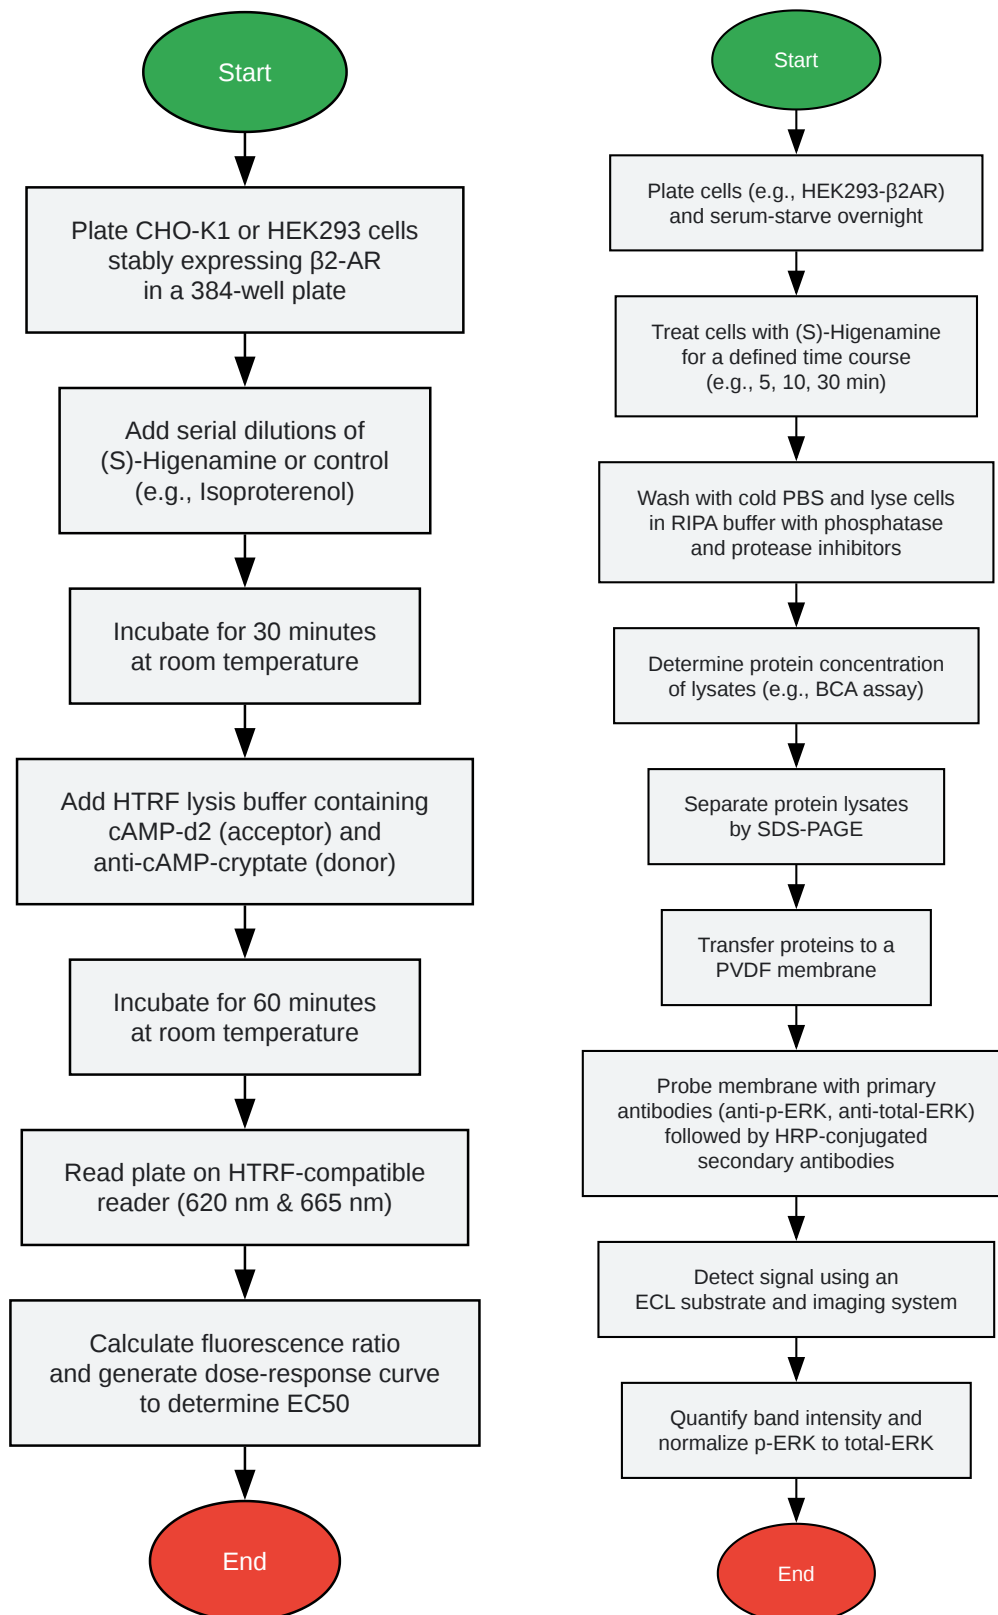 Start
Plate CHO-K1 or HEK293 cells
stably expressing β2-AR
in a 384-well plate
Add serial dilutions of
(S)-Higenamine or control
(e.g., Isoproterenol)
Incubate for 30 minutes
at room temperature
Add HTRF lysis buffer containing
cAMP-d2 (acceptor) and
anti-cAMP-cryptate (donor)
Incubate for 60 minutes
at room temperature
Read plate on HTRF-compatible
reader (620 nm & 665 nm)
Calculate fluorescence ratio
and generate dose-response curve
to determine EC50
End
Start
Plate cells (e.g., HEK293-β2AR)
and serum-starve overnight
Treat cells with (S)-Higenamine
for a defined time course
(e.g., 5, 10, 30 min)
Wash with cold PBS and lyse cells
in RIPA buffer with phosphatase
and protease inhibitors
Determine protein concentration
of lysates (e.g., BCA assay)
Separate protein lysates
by SDS-PAGE
Transfer proteins to a
PVDF membrane
Probe membrane with primary
antibodies (anti-p-ERK, anti-total-ERK)
followed by HRP-conjugated
secondary antibodies
Detect signal using an
ECL substrate and imaging system
Quantify band intensity and
normalize p-ERK to total-ERK
End